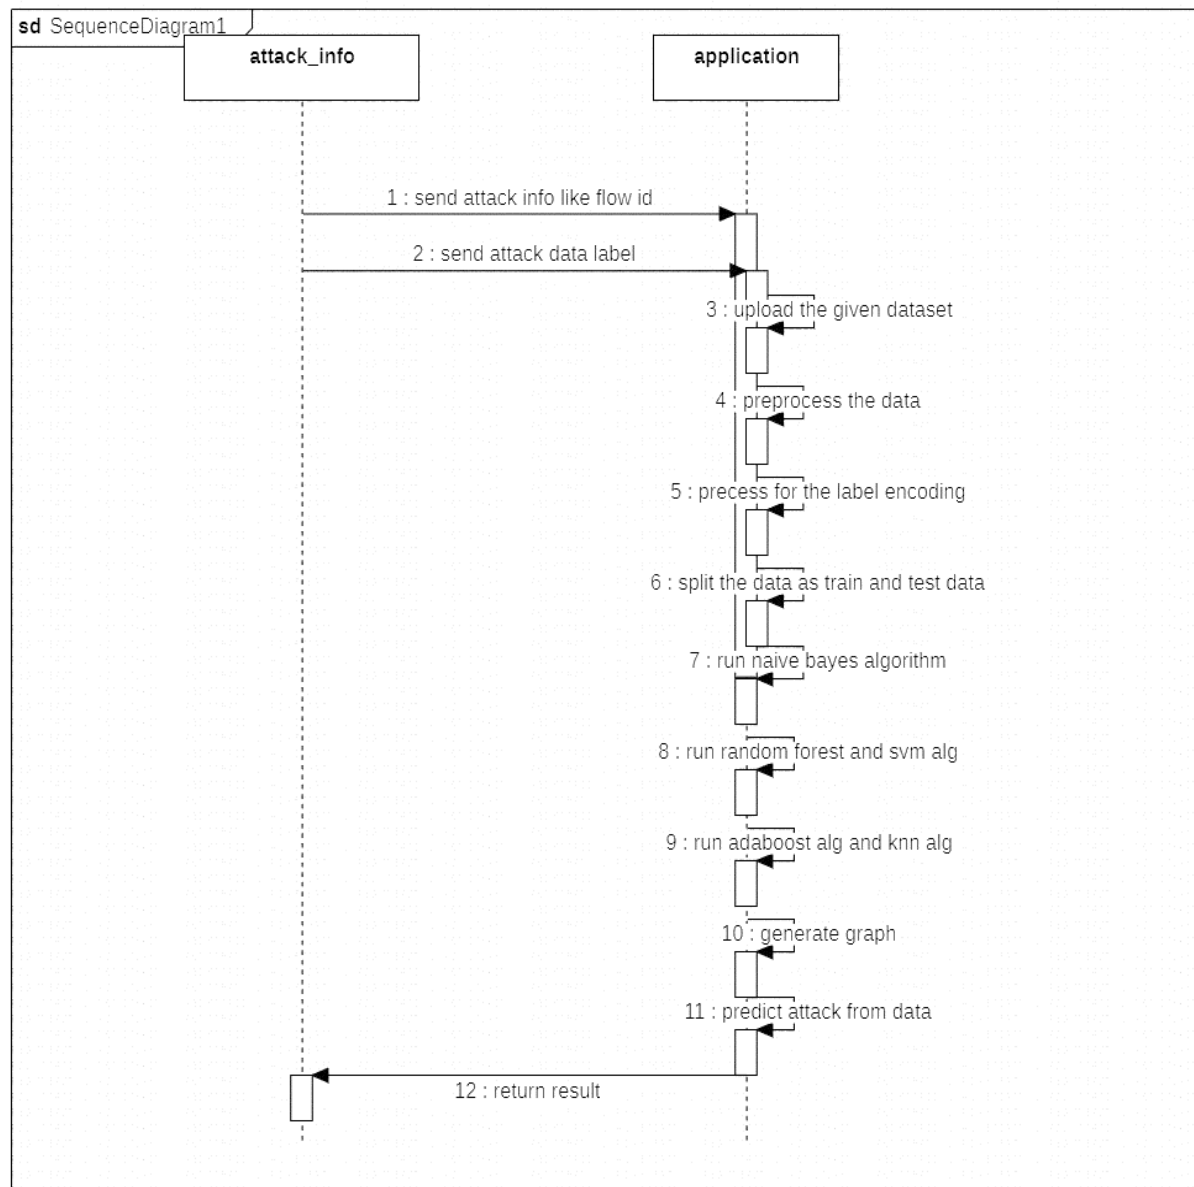 sd SequenceDiagram1
attack_info
application
1 : send attack info like flow id
2 : send attack data label
3 : upload the given dataset
4 : preprocess the data
5 : precess for the label encoding
6 : split the data as train and test data
7 : run naive bayes algorithm
8 : run random forest and svm alg
9 : run adaboost alg and knn alg
10 : generate graph
11 : predict attack from data
12 : return result